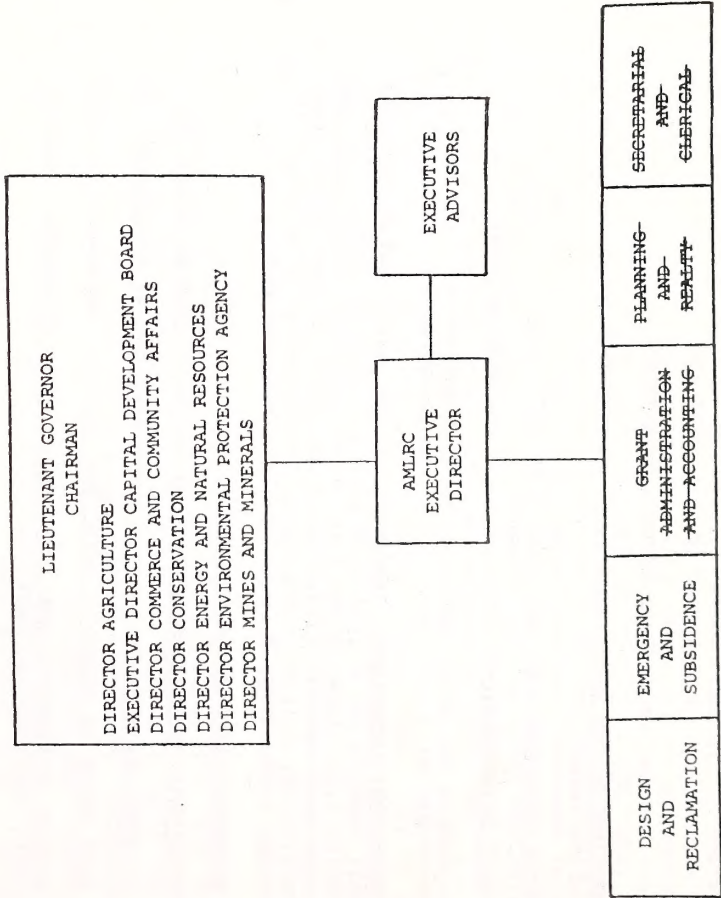 LIEUTENANT GOVERNOR
CHAIRMAN
DIRECTOR AGRICULTURE
EXECUTIVE DIRECTOR CAPITAL DEVELOPMENT BOARD
DIRECTOR COMMERCE AND COMMUNITY AFFAIRS
DIRECTOR CONSERVATION
DIRECTOR ENERGY AND NATURAL RESOURCES
DIRECTOR ENVIRONMENTAL PROTECTION AGENCY
DIRECTOR MINES AND MINERALS
AMLRC
EXECUTIVE
DIRECTOR
EXECUTIVE
ADVISORS
DESIGN
AND
RECLAMATION
EMERGENCY
AND
SUBSIDENCE
GRANT
ADMINISTRATION
AND ACCOUNTING
PLANNING
AND
REALTY
SECRETARIAL
AND
CLERICAL